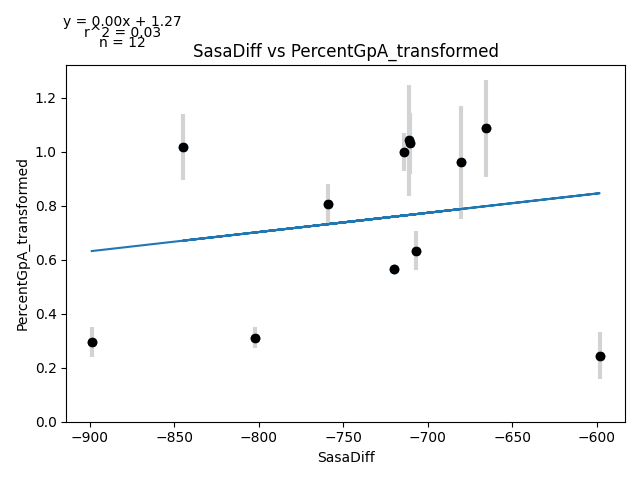 y = 0.00x + 1.27
r^2 = 0.03
n = 12
SasaDiff vs PercentGpA_transformed
PercentGpA_transformed
1.2
1.0
0.8
0.6
0.4
0.2
0.0
−900
−850
−800
−750
−700
−650
−600
SasaDiff